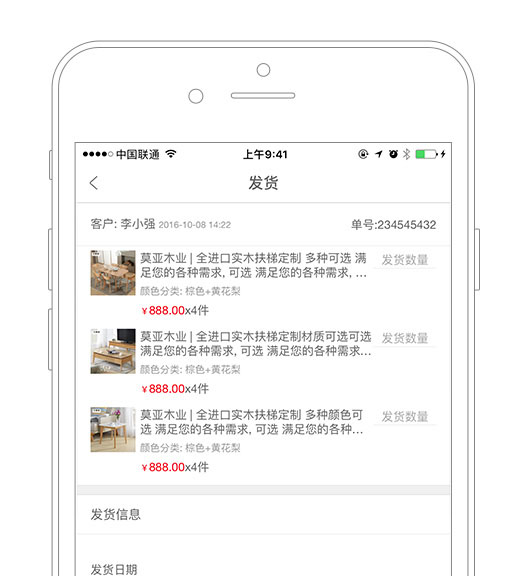 中国联通 上午9:41
发货
客户: 李小强 2016-10-08 14:22 单号:234545432
莫亚木业 | 全进口实木扶梯定制 多种可选 满 发货数量
足您的各种需求, 可选 满足您的各种需求, ...
颜色分类: 棕色+黄花梨
¥888.00x4件
莫亚木业 | 全进口实木扶梯定制材质可选可选 发货数量
满足您的各种需求, 可选 满足您的各种需求...
颜色分类: 棕色+黄花梨
¥888.00x4件
莫亚木业 | 全进口实木扶梯定制 多种颜色可 发货数量
选 满足您的各种需求, 可选 满足您的各种...
颜色分类: 棕色+黄花梨
¥888.00x4件
发货信息
发货日期